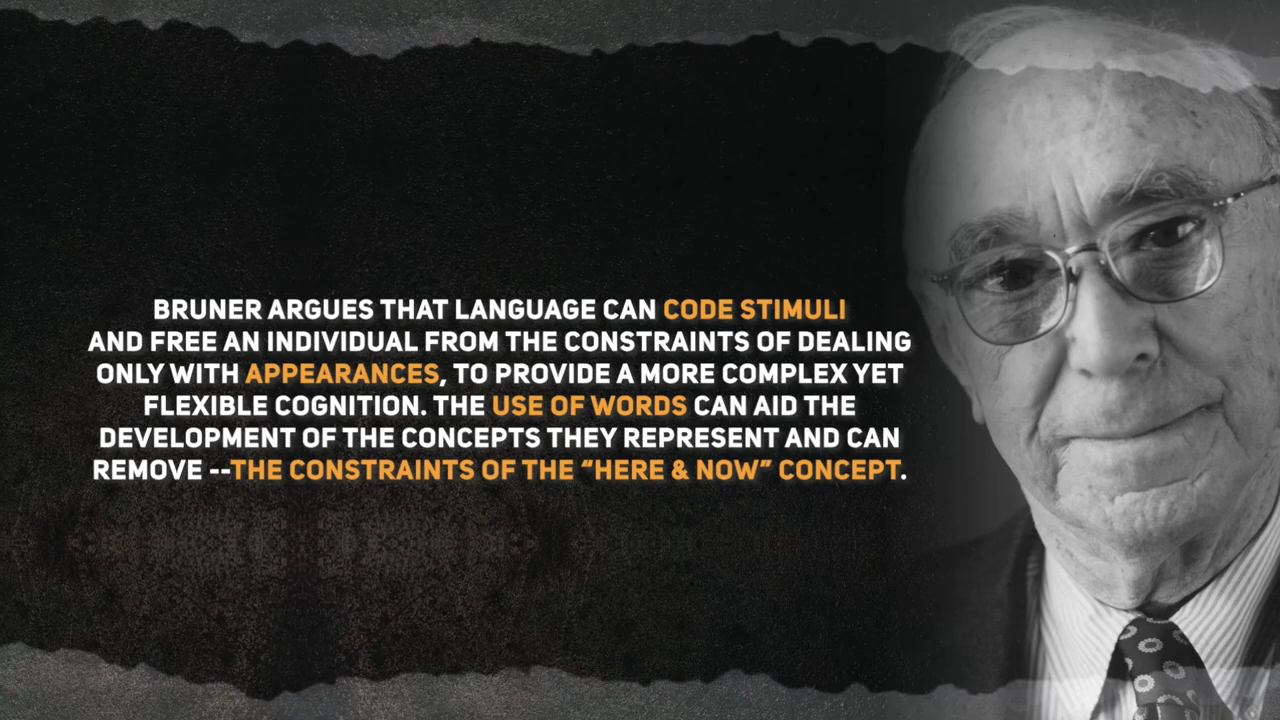 BRUNER ARGUES THAT LANGUAGE CAN CODE STIMULI
AND FREE AN INDIVIDUAL FROM THE CONSTRAINTS OF DEALING
ONLY WITH APPEARANCES, TO PROVIDE A MORE COMPLEX YET
FLEXIBLE COGNITION. THE USE OF WORDS CAN AID THE
DEVELOPMENT OF THE CONCEPTS THEY REPRESENT AND CAN
REMOVE --THE CONSTRAINTS OF THE “HERE & NOW” CONCEPT.